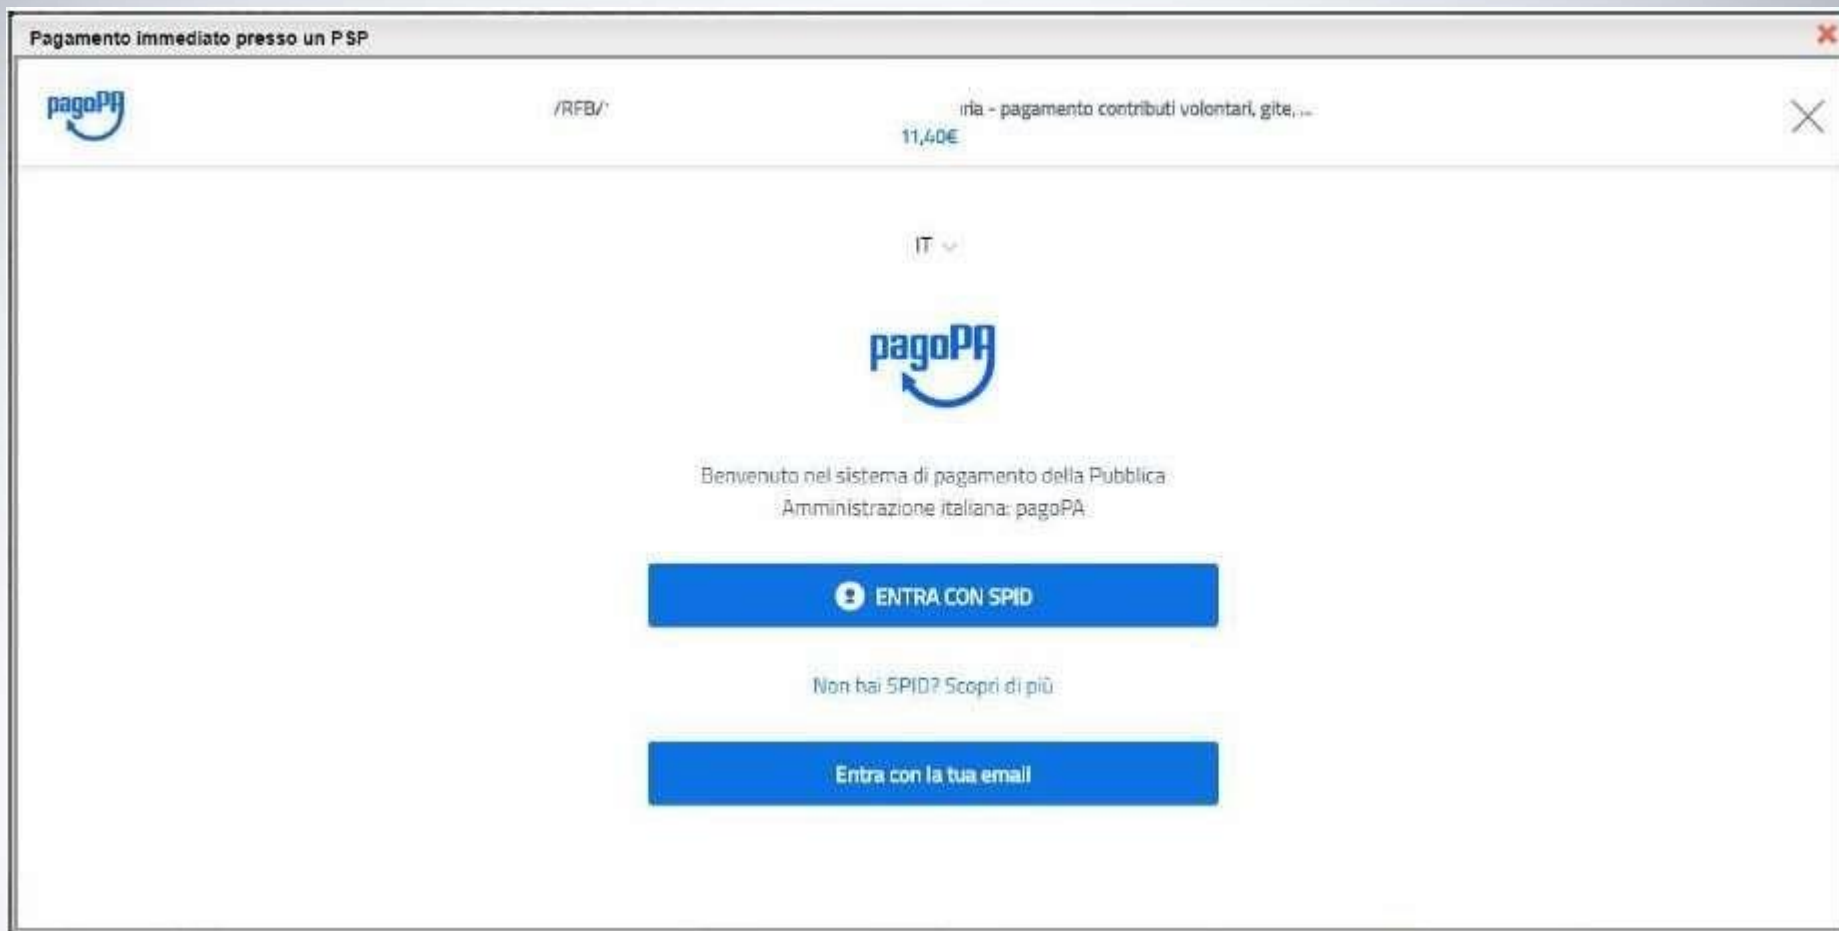 Pagamento immediato presso un PSP
pagoPA
/RFB/
- pagamento contributi volontari, gite, ...
11,40€
IT
pagoPA
Benvenuto nel sistema di pagamento della Pubblica
Amministrazione italiana: pagoPA
ENTRA CON SPID
Non hai SPID? Scopri di più
Entra con la tua email